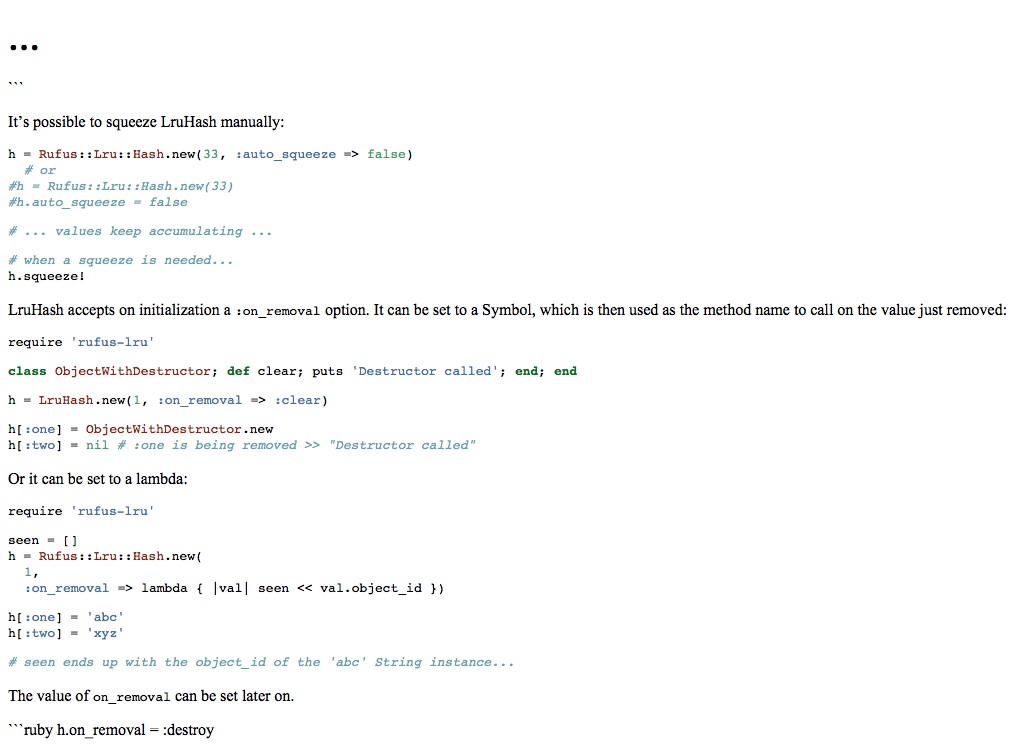 ...
```
It’s possible to squeeze LruHash manually:
h = Rufus::Lru::Hash.new(33, :auto_squeeze => false)
  # or
#h = Rufus::Lru::Hash.new(33)
#h.auto_squeeze = false
# ... values keep accumulating ...
# when a squeeze is needed...
h.squeeze!
LruHash accepts on initialization a :on_removal option. It can be set to a Symbol, which is then used as the method name to call on the value just removed:
require 'rufus-lru'
class ObjectWithDestructor; def clear; puts 'Destructor called'; end; end
h = LruHash.new(1, :on_removal => :clear)
h[:one] = ObjectWithDestructor.new
h[:two] = nil # :one is being removed >> "Destructor called"
Or it can be set to a lambda:
require 'rufus-lru'
seen = []
h = Rufus::Lru::Hash.new(
  1,
  :on_removal => lambda { |val| seen << val.object_id })
h[:one] = 'abc'
h[:two] = 'xyz'
# seen ends up with the object_id of the 'abc' String instance...
The value of on_removal can be set later on.
```ruby h.on_removal = :destroy